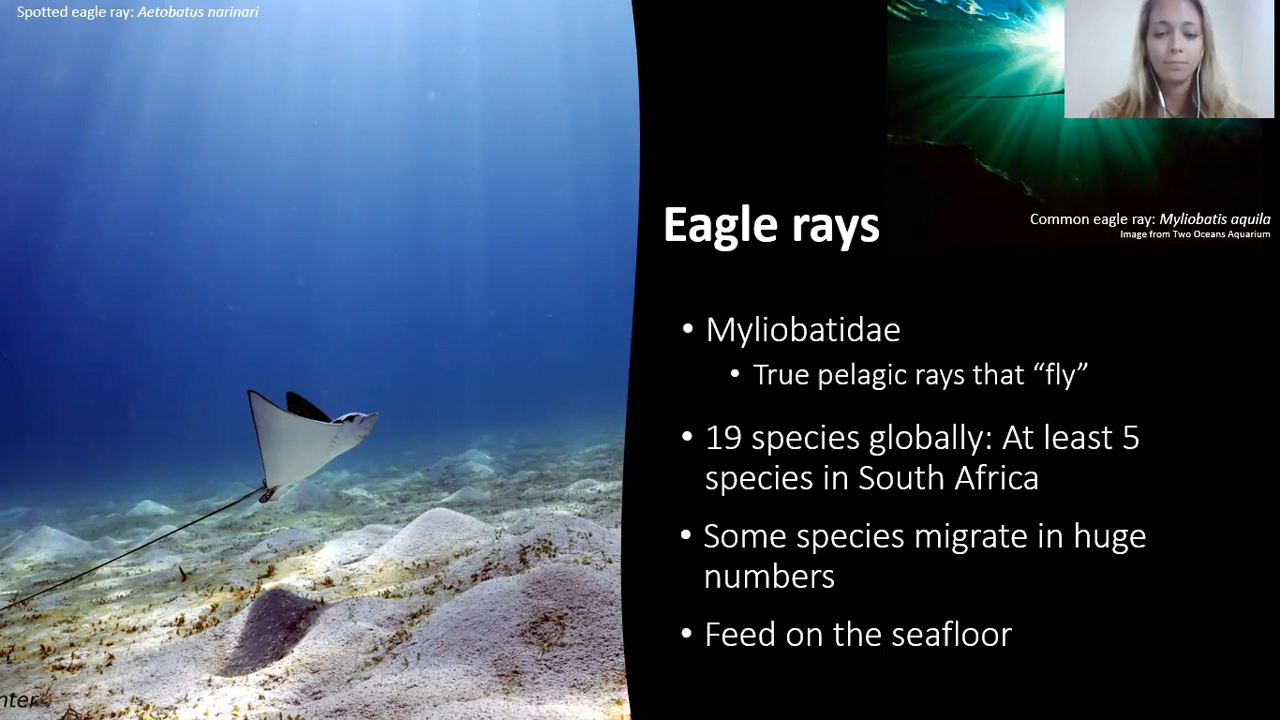 Spotted eagle ray: Aetobatus narinari
Common eagle ray: Myliobatis aquila
Image from Two Oceans Aquarium
Eagle rays
• Myliobatidae
• True pelagic rays that “fly”
• 19 species globally: At least 5
species in South Africa
• Some species migrate in huge
numbers
• Feed on the seafloor